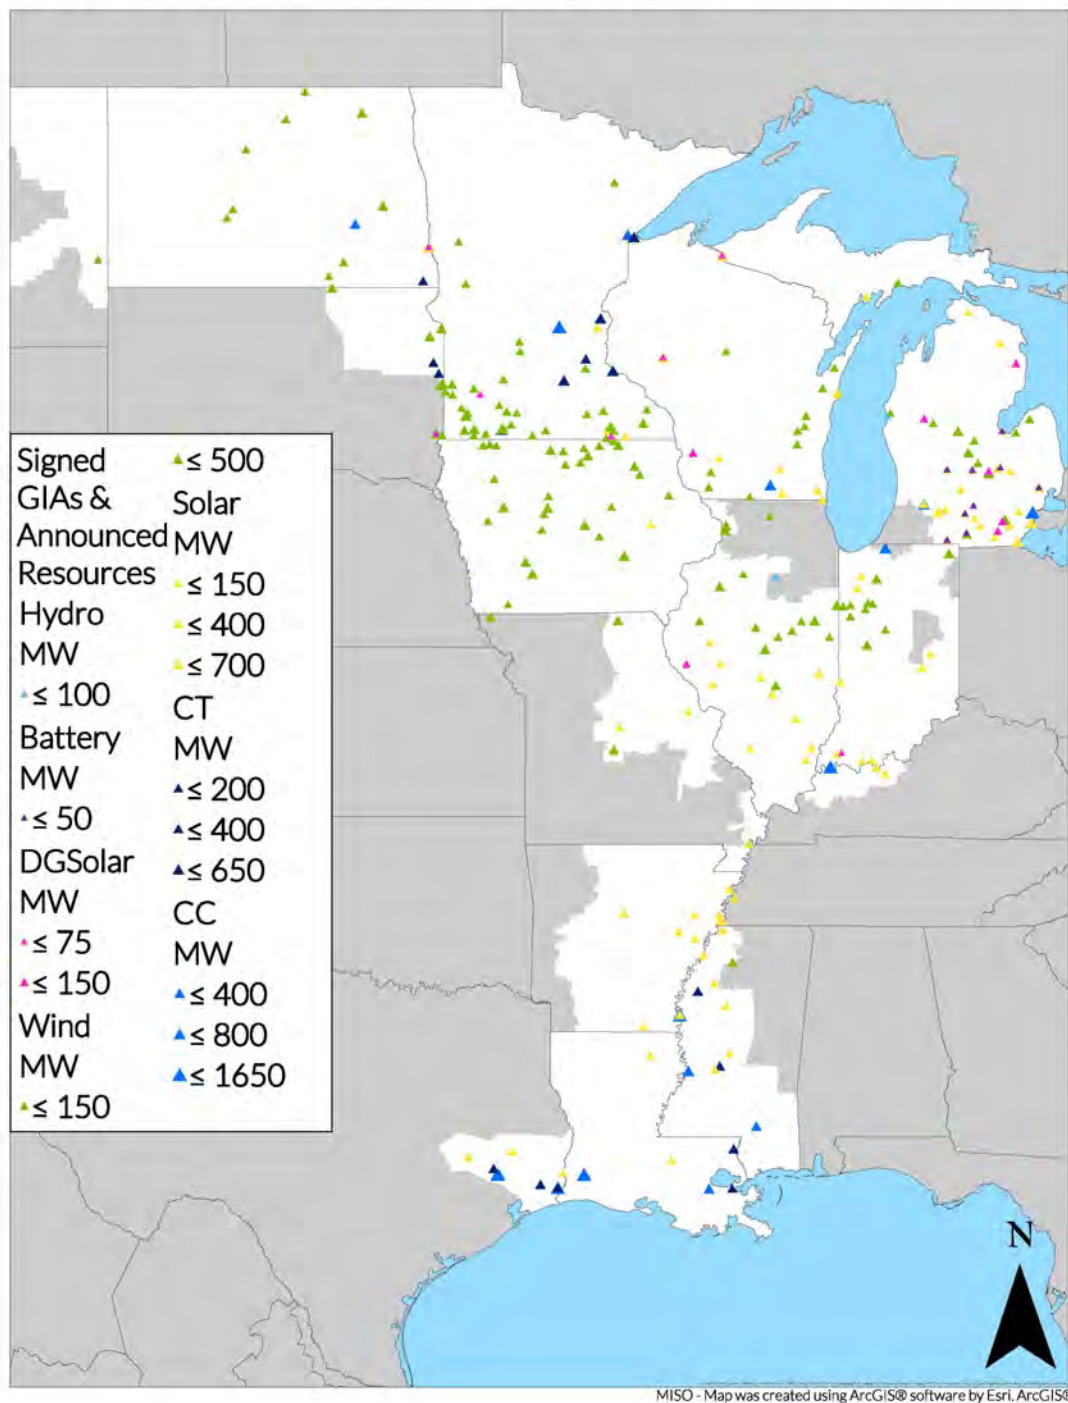 Signed
GIAs &
Announced
Resources
Hydro
MW
≤ 100
Battery
MW
≤ 50
DGSolar
MW
≤ 75
≤ 150
Wind
MW
≤ 150
≤ 500
Solar
MW
≤ 150
≤ 400
≤ 700
CT
MW
≤ 200
≤ 400
≤ 650
CC
MW
≤ 400
≤ 800
≤ 1650
N
MISO - Map was created using ArcGIS® software by Esri. ArcGIS®